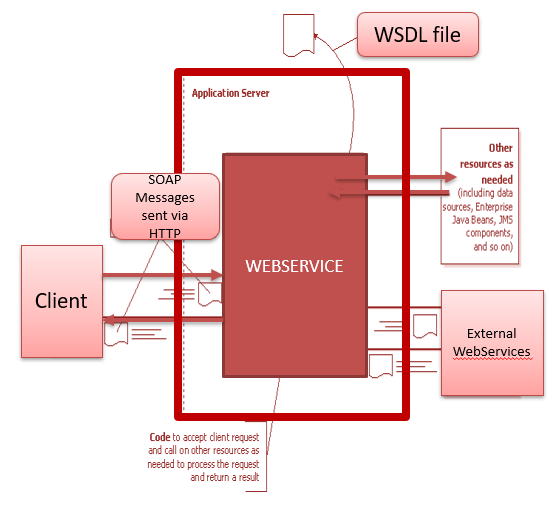 WSDL file
Application Server
Other
resources as
needed
(including data
sources, Enterprise
Java Beans, JMS
components,
and so on)
SOAP
Messages
sent via
HTTP
WEBSERVICE
Client
External
WebServices
Code to accept client request
and call on other resources as
needed to process the request
and return a result